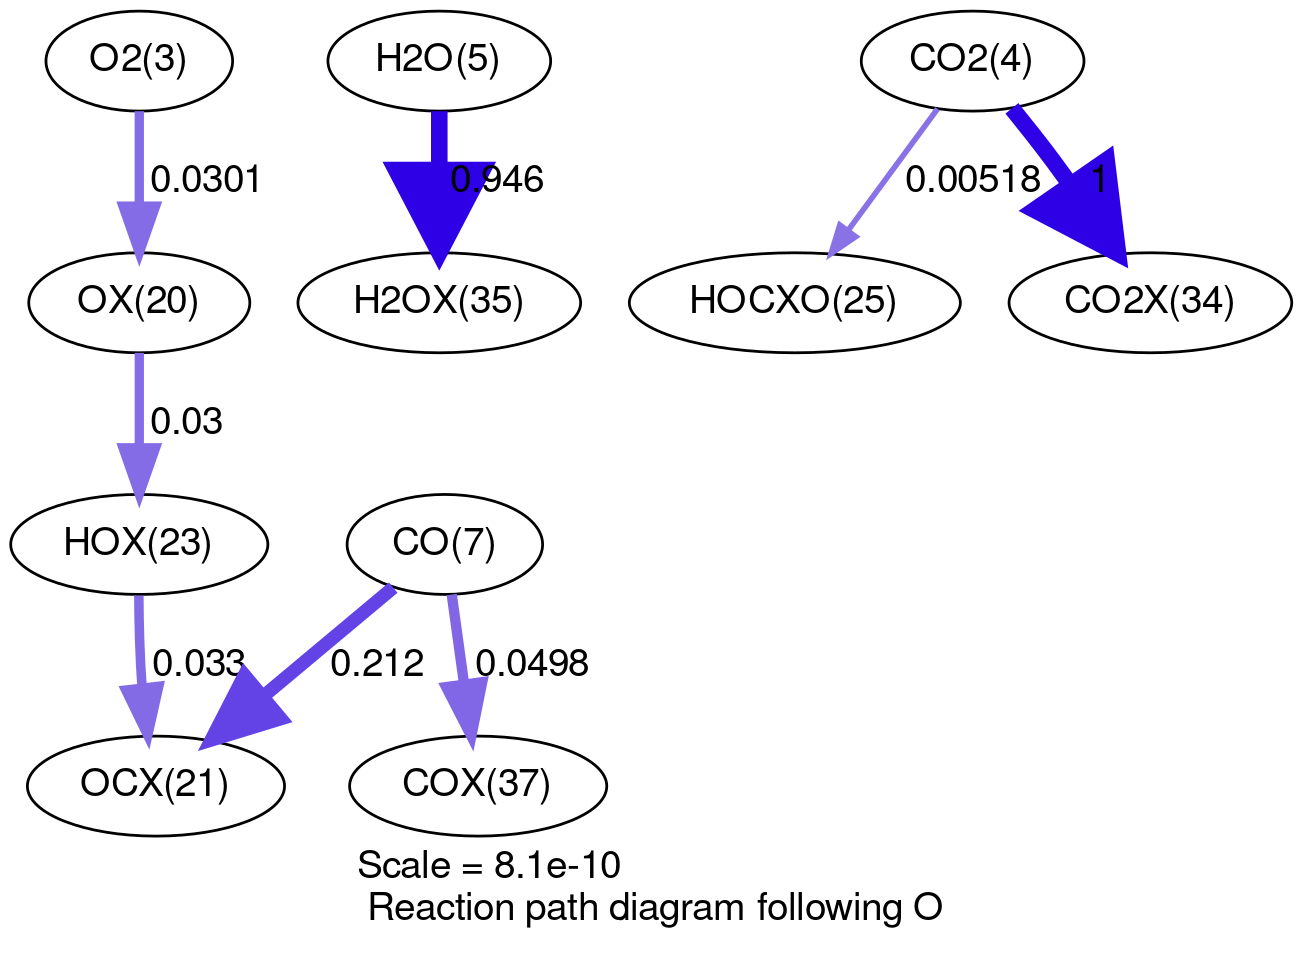 O2(3)
H2O(5)
CO2(4)
0.0301
0.946
0.00518
1
OX(20)
H2OX(35)
HOCXO(25)
CO2X(34)
0.03
HOX(23)
CO(7)
0.033
0.212
0.0498
OCX(21)
COX(37)
Scale = 8.1e-10
Reaction path diagram following O